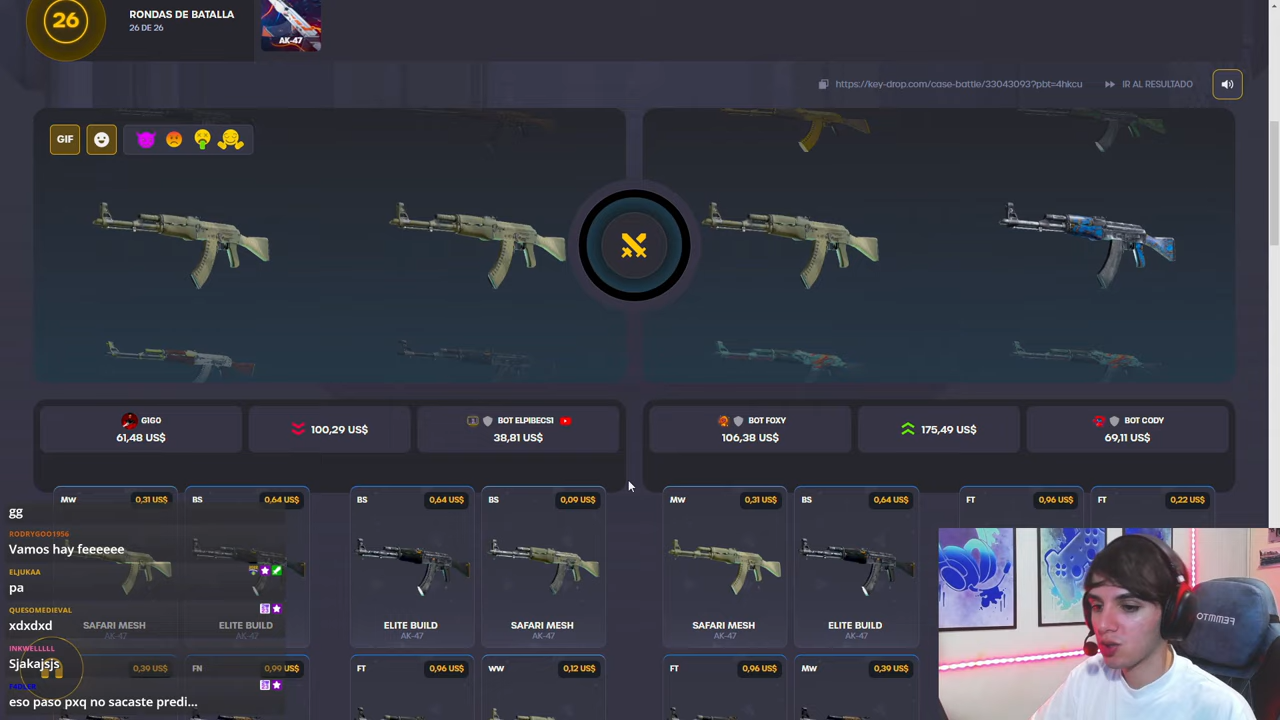 26
RONDAS DE BATALLA
26 DE 26
AK-47
https://key-drop.com/case-battle/33043093?pbt=4hkcu
IR AL RESULTADO
GIF
GIGO
61,48 US$
100,29 US$
BOT ELPIBECS1
38,81 US$
BOT FOXY
106,38 US$
175,49 US$
BOT CODY
69,11 US$
MW 0,31 US$
BS 0,64 US$
BS 0,64 US$
BS 0,09 US$
MW 0,31 US$
BS 0,64 US$
FT 0,96 US$
FT 0,22 US$
SAFARI MESH
AK-47
ELITE BUILD
AK-47
ELITE BUILD
AK-47
SAFARI MESH
AK-47
SAFARI MESH
AK-47
ELITE BUILD
AK-47
0,39 US$
FN 0,99 US$
FT 0,96 US$
WW 0,12 US$
FT 0,96 US$
MW 0,39 US$
gg
RODRYGOO1956
Vamos hay feeeeee
ELJUKAA
pa
QUESOMEDIEVAL
xdxdxd
INKWELLLLL
Sjakajsjs
eso paso pxq no sacaste predi...